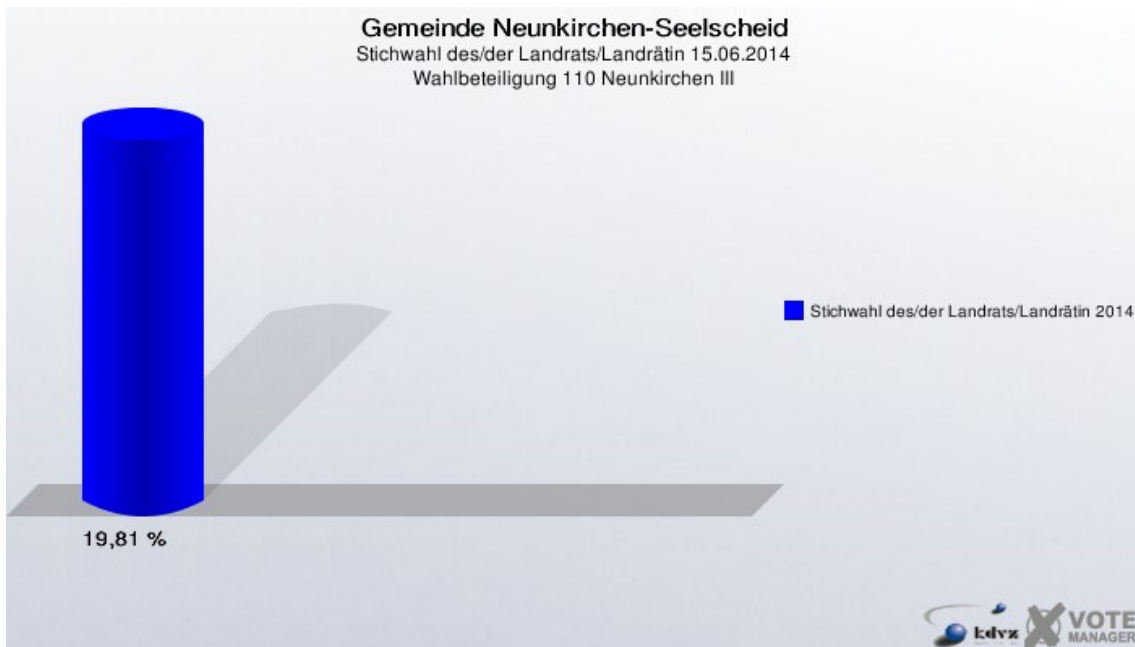 Gemeinde Neunkirchen-Seelscheid
Stichwahl des/der Landrats/Landrätin 15.06.2014
Wahlbeteiligung 110 Neunkirchen III
Stichwahl des/der Landrats/Landrätin 2014
19,81 %
kdvz
VOTE
MANAGER